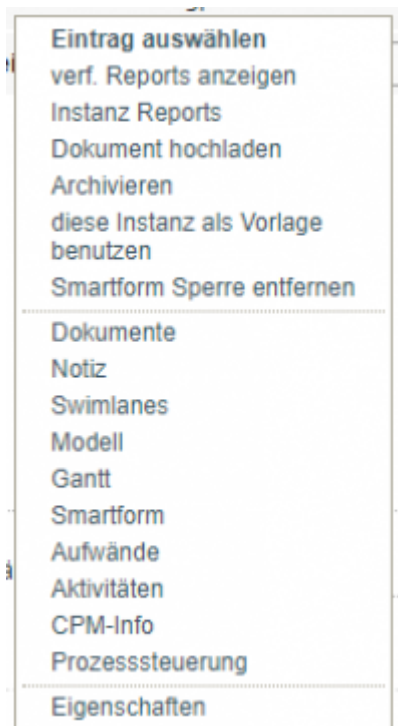 Eintrag auswählen
verf. Reports anzeigen
Instanz Reports
Dokument hochladen
Archivieren
diese Instanz als Vorlage
benutzen
Smartform Sperre entfernen
Dokumente
Notiz
Swimlanes
Modell
Gantt
Smartform
Aufwände
Aktivitäten
CPM-Info
Prozesssteuerung
Eigenschaften